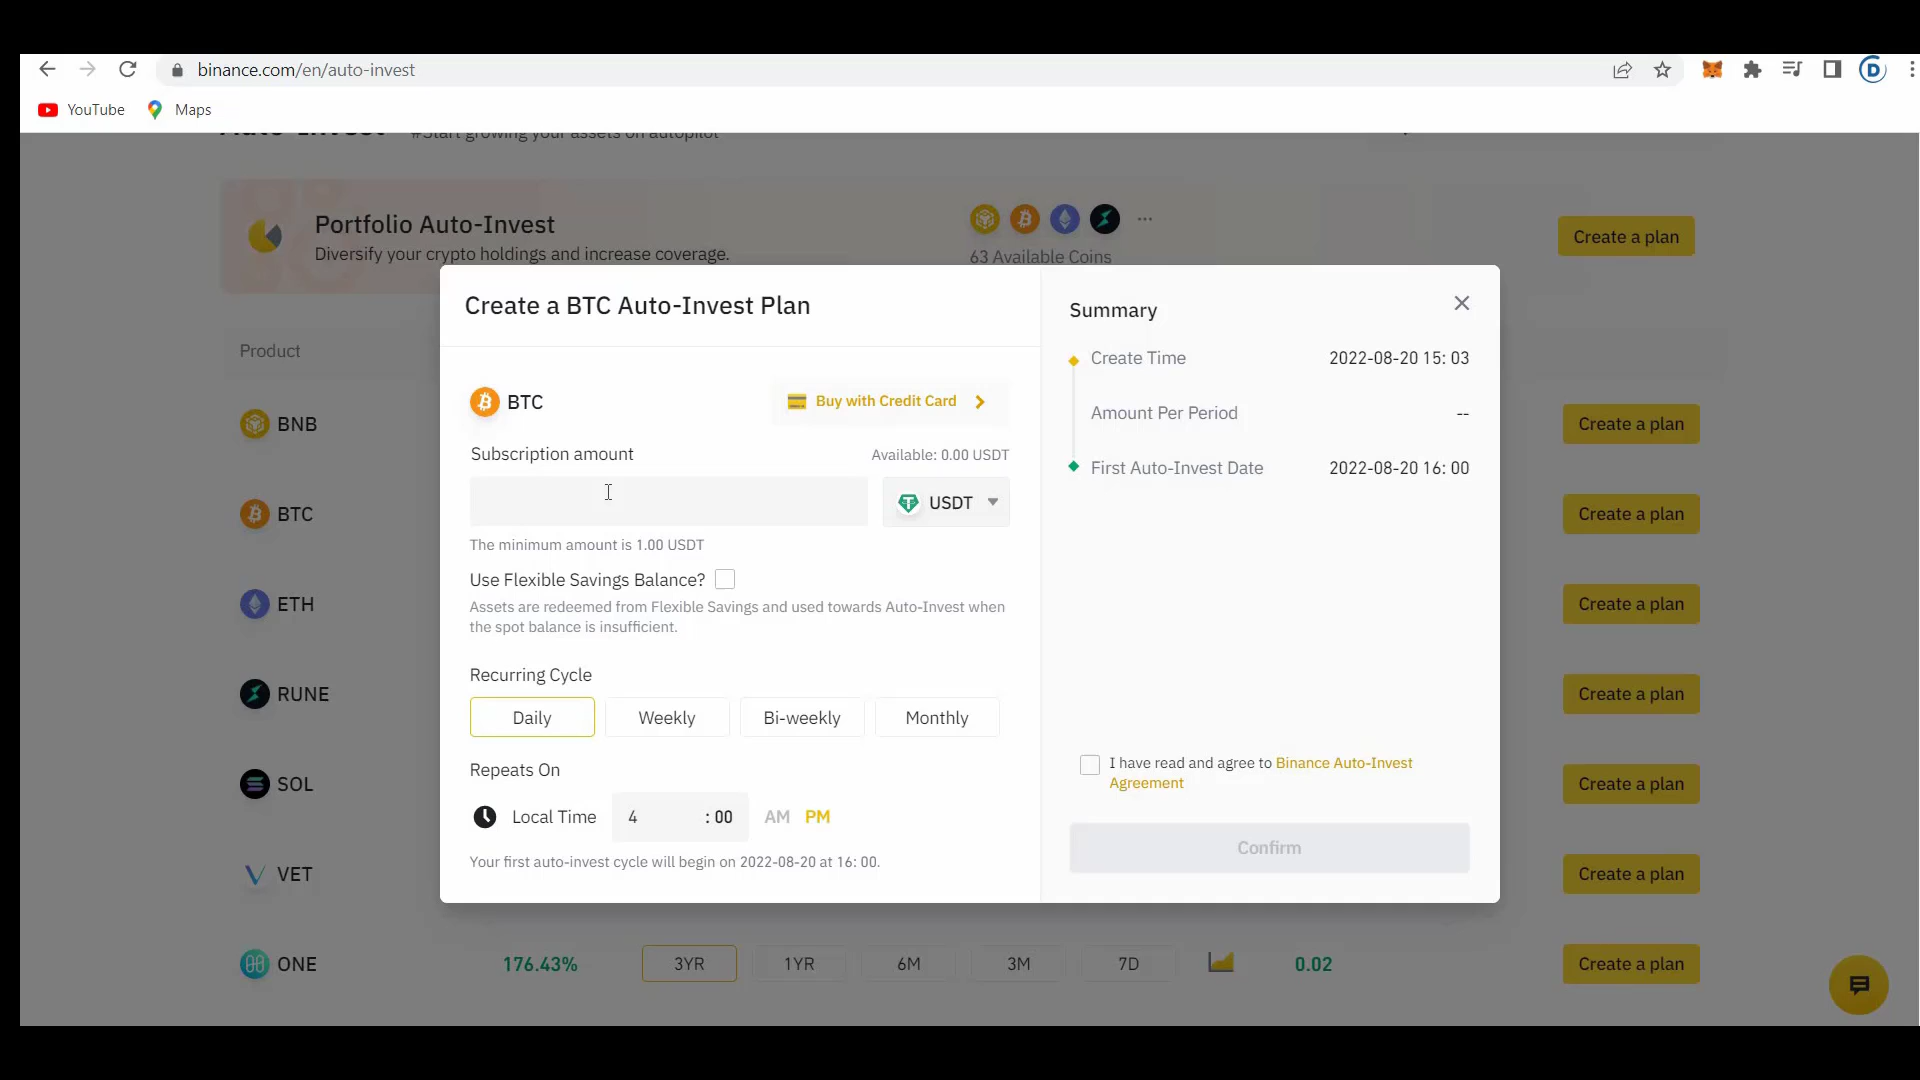 binance.com/en/auto-invest
D
YouTube Maps
Auto-Invest #Start growing your assets on autopilot
Portfolio Auto-Invest
Diversify your crypto holdings and increase coverage.
...
63 Available Coins
Create a plan
Create a BTC Auto-Invest Plan
BTC
Buy with Credit Card
Subscription amount
Available: 0.00 USDT
USDT
The minimum amount is 1.00 USDT
Use Flexible Savings Balance?
Assets are redeemed from Flexible Savings and used towards Auto-Invest when
the spot balance is insufficient.
Recurring Cycle
Daily Weekly Bi-weekly Monthly
Repeats On
Local Time 4 : 00 AM PM
Your first auto-invest cycle will begin on 2022-08-20 at 16: 00.
Summary
Create Time 2022-08-20 15: 03
Amount Per Period --
First Auto-Invest Date 2022-08-20 16: 00
I have read and agree to Binance Auto-Invest
Agreement
Confirm
Product
BNB Create a plan
BTC Create a plan
ETH Create a plan
RUNE Create a plan
SOL Create a plan
VET Create a plan
ONE 176.43% 3YR 1YR 6M 3M 7D 0.02 Create a plan